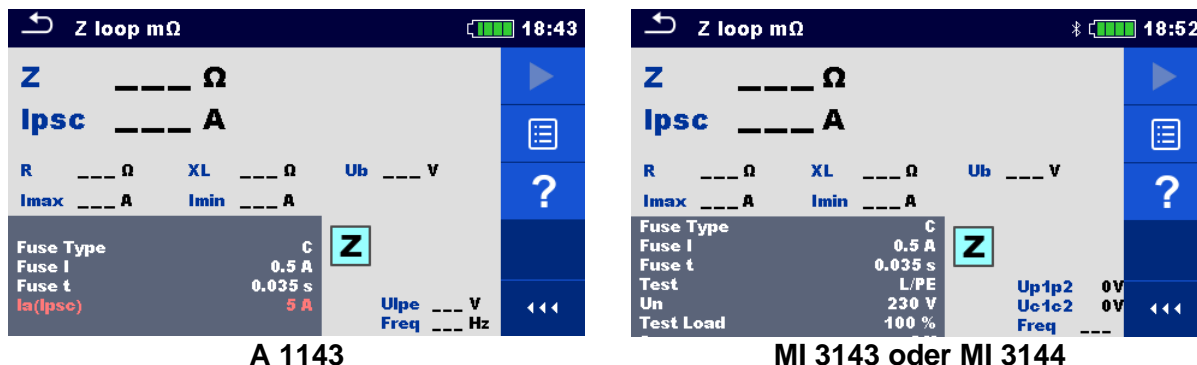 Z loop mΩ 18:43
Z ___ Ω
Ipsc ___ A
R ___ Ω XL ___ Ω Ub ___ V
Imax ___ A Imin ___ A
Fuse Type C
Fuse I 0.5 A
Fuse t 0.035 s
Ia(Ipsc) 5 A
Z
Ulpe ___ V
Freq ___ Hz
?
A 1143
Z loop mΩ 18:52
Z ___ Ω
Ipsc ___ A
R ___ Ω XL ___ Ω Ub ___ V
Imax ___ A Imin ___ A
Fuse Type C
Fuse I 0.5 A
Fuse t 0.035 s
Test L/PE
Un 230 V
Test Load 100 %
Z
Up1p2 0V
Uc1c2 0V
Freq ___
?
MI 3143 oder MI 3144